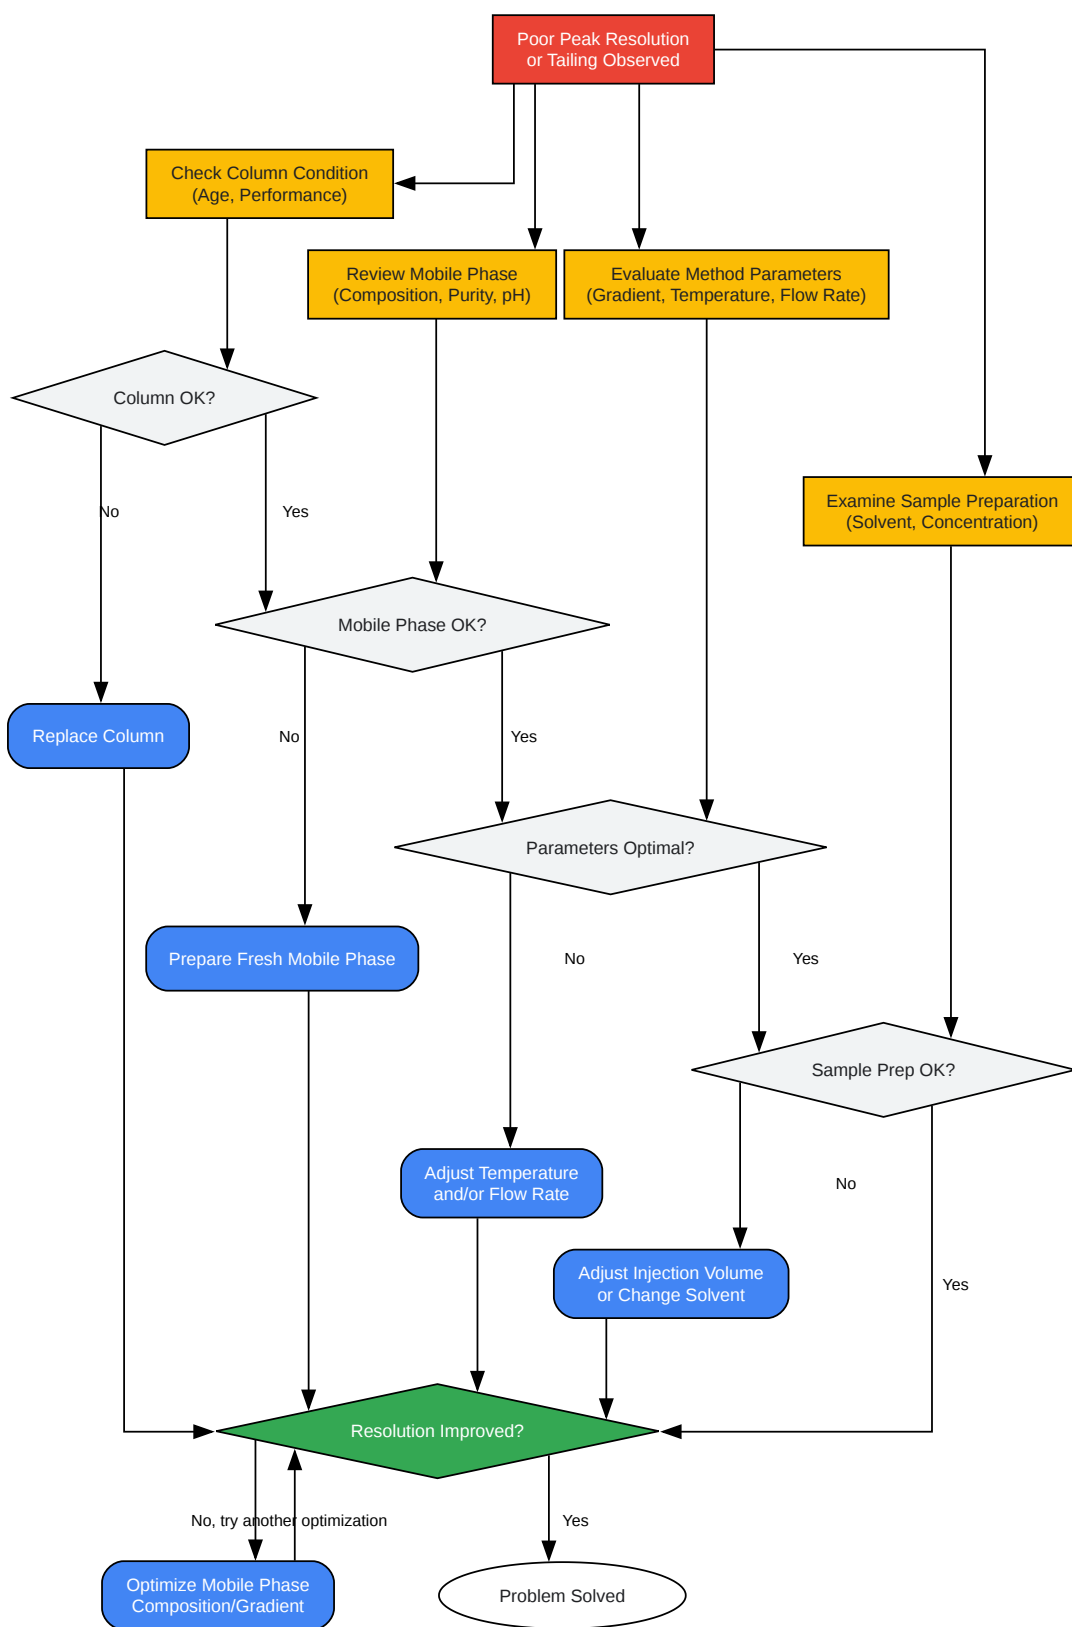 Poor Peak Resolution
or Tailing Observed
Check Column Condition
(Age, Performance)
Review Mobile Phase
(Composition, Purity, pH)
Evaluate Method Parameters
(Gradient, Temperature, Flow Rate)
Column OK?
Examine Sample Preparation
(Solvent, Concentration)
No
Yes
Mobile Phase OK?
Replace Column
No
Yes
Parameters Optimal?
Prepare Fresh Mobile Phase
No
Yes
Sample Prep OK?
Adjust Temperature
and/or Flow Rate
No
Adjust Injection Volume
or Change Solvent
Yes
Resolution Improved?
No, try another optimization
Yes
Optimize Mobile Phase
Composition/Gradient
Problem Solved